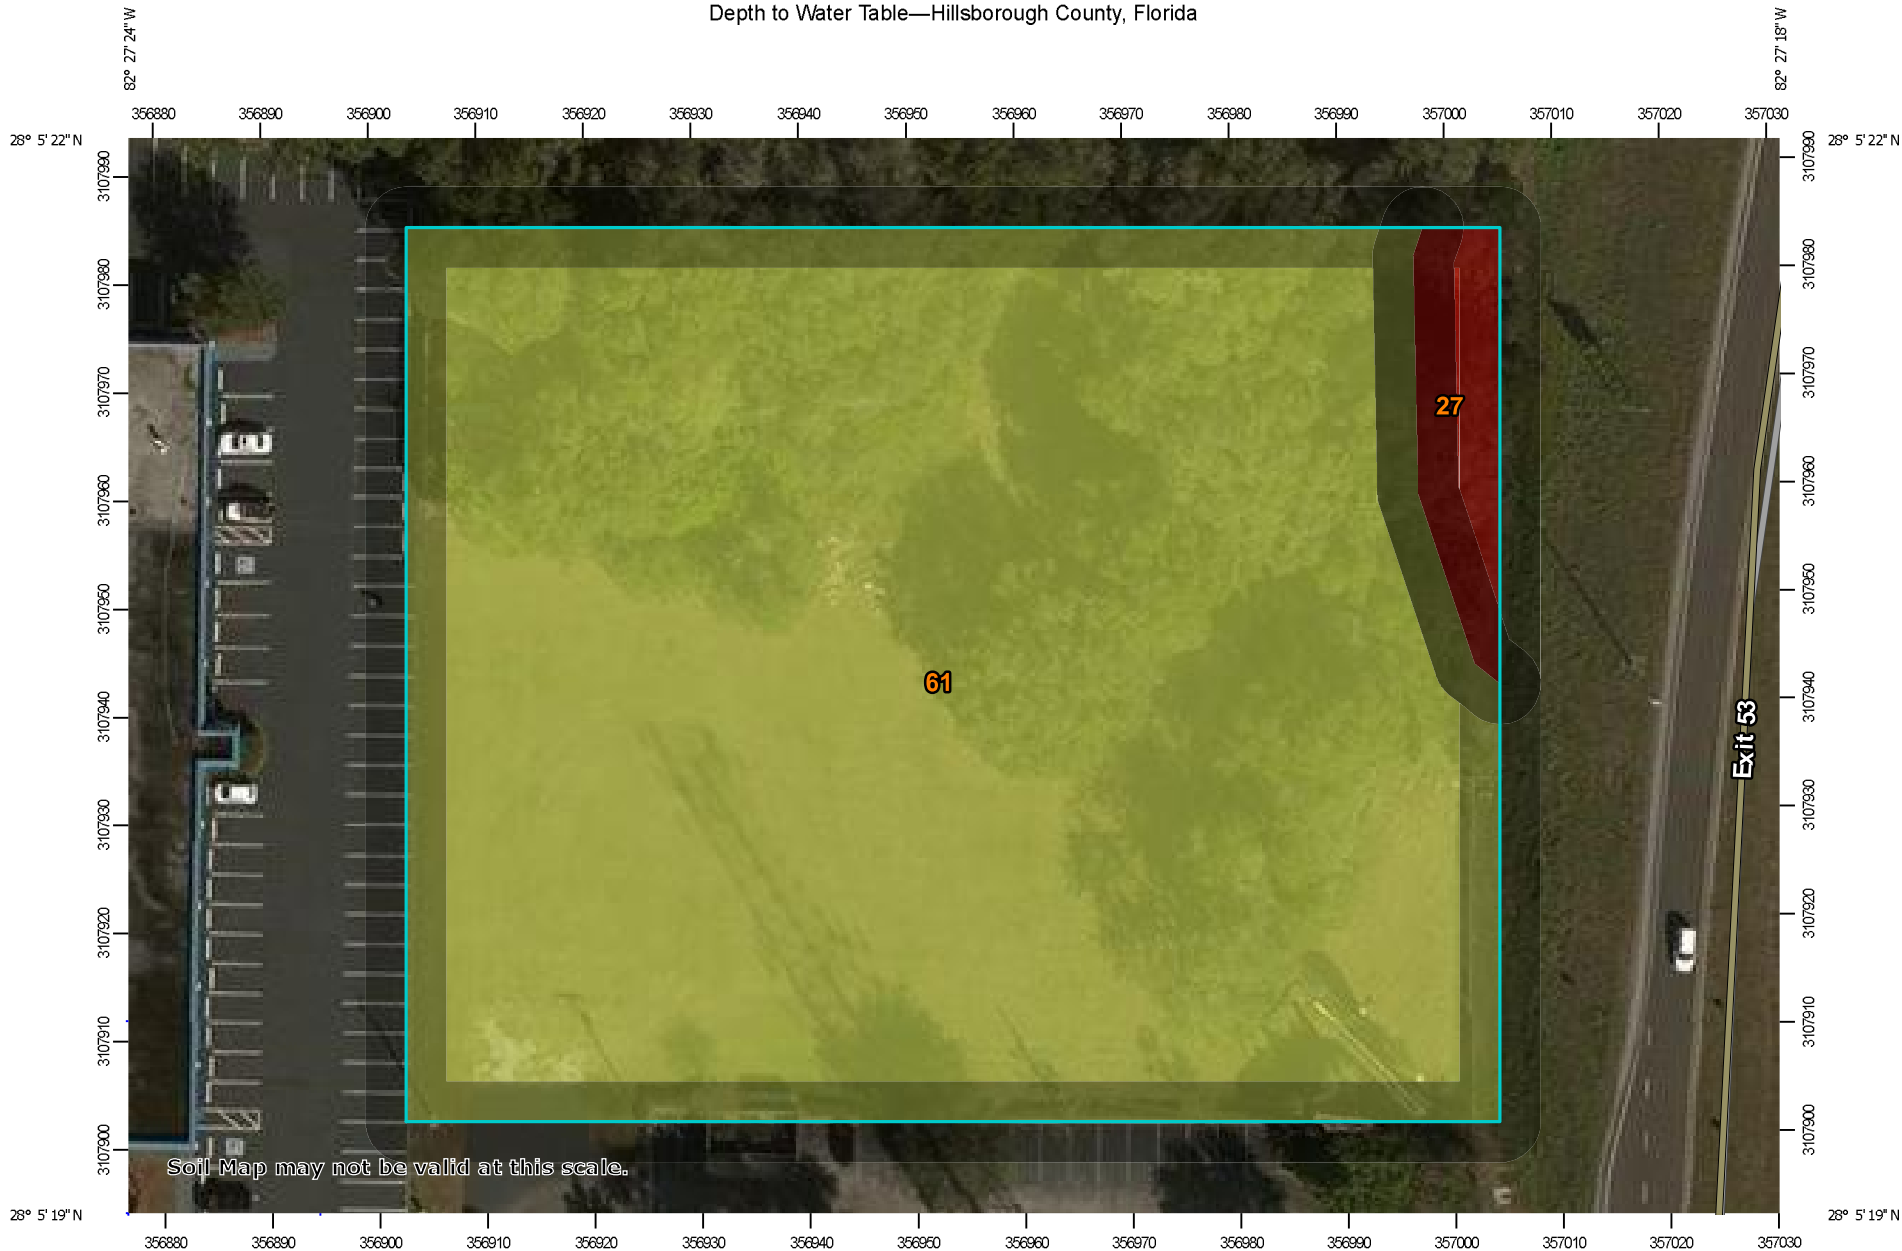 Depth to Water Table—Hillsborough County, Florida
82° 27' 24" W
82° 27' 18" W
356880 356890 356900 356910 356920 356930 356940 356950 356960 356970 356980 356990 357000 357010 357020 357030
28° 5' 22" N
28° 5' 22" N
3107990
3107980
3107970
3107960
3107950
3107940
3107930
3107920
3107910
3107900
27
61
Exit 53
3107990
3107980
3107970
3107960
3107950
3107940
3107930
3107920
3107910
3107900
Soil Map may not be valid at this scale.
28° 5' 19" N
28° 5' 19" N
356880 356890 356900 356910 356920 356930 356940 356950 356960 356970 356980 356990 357000 357010 357020 357030